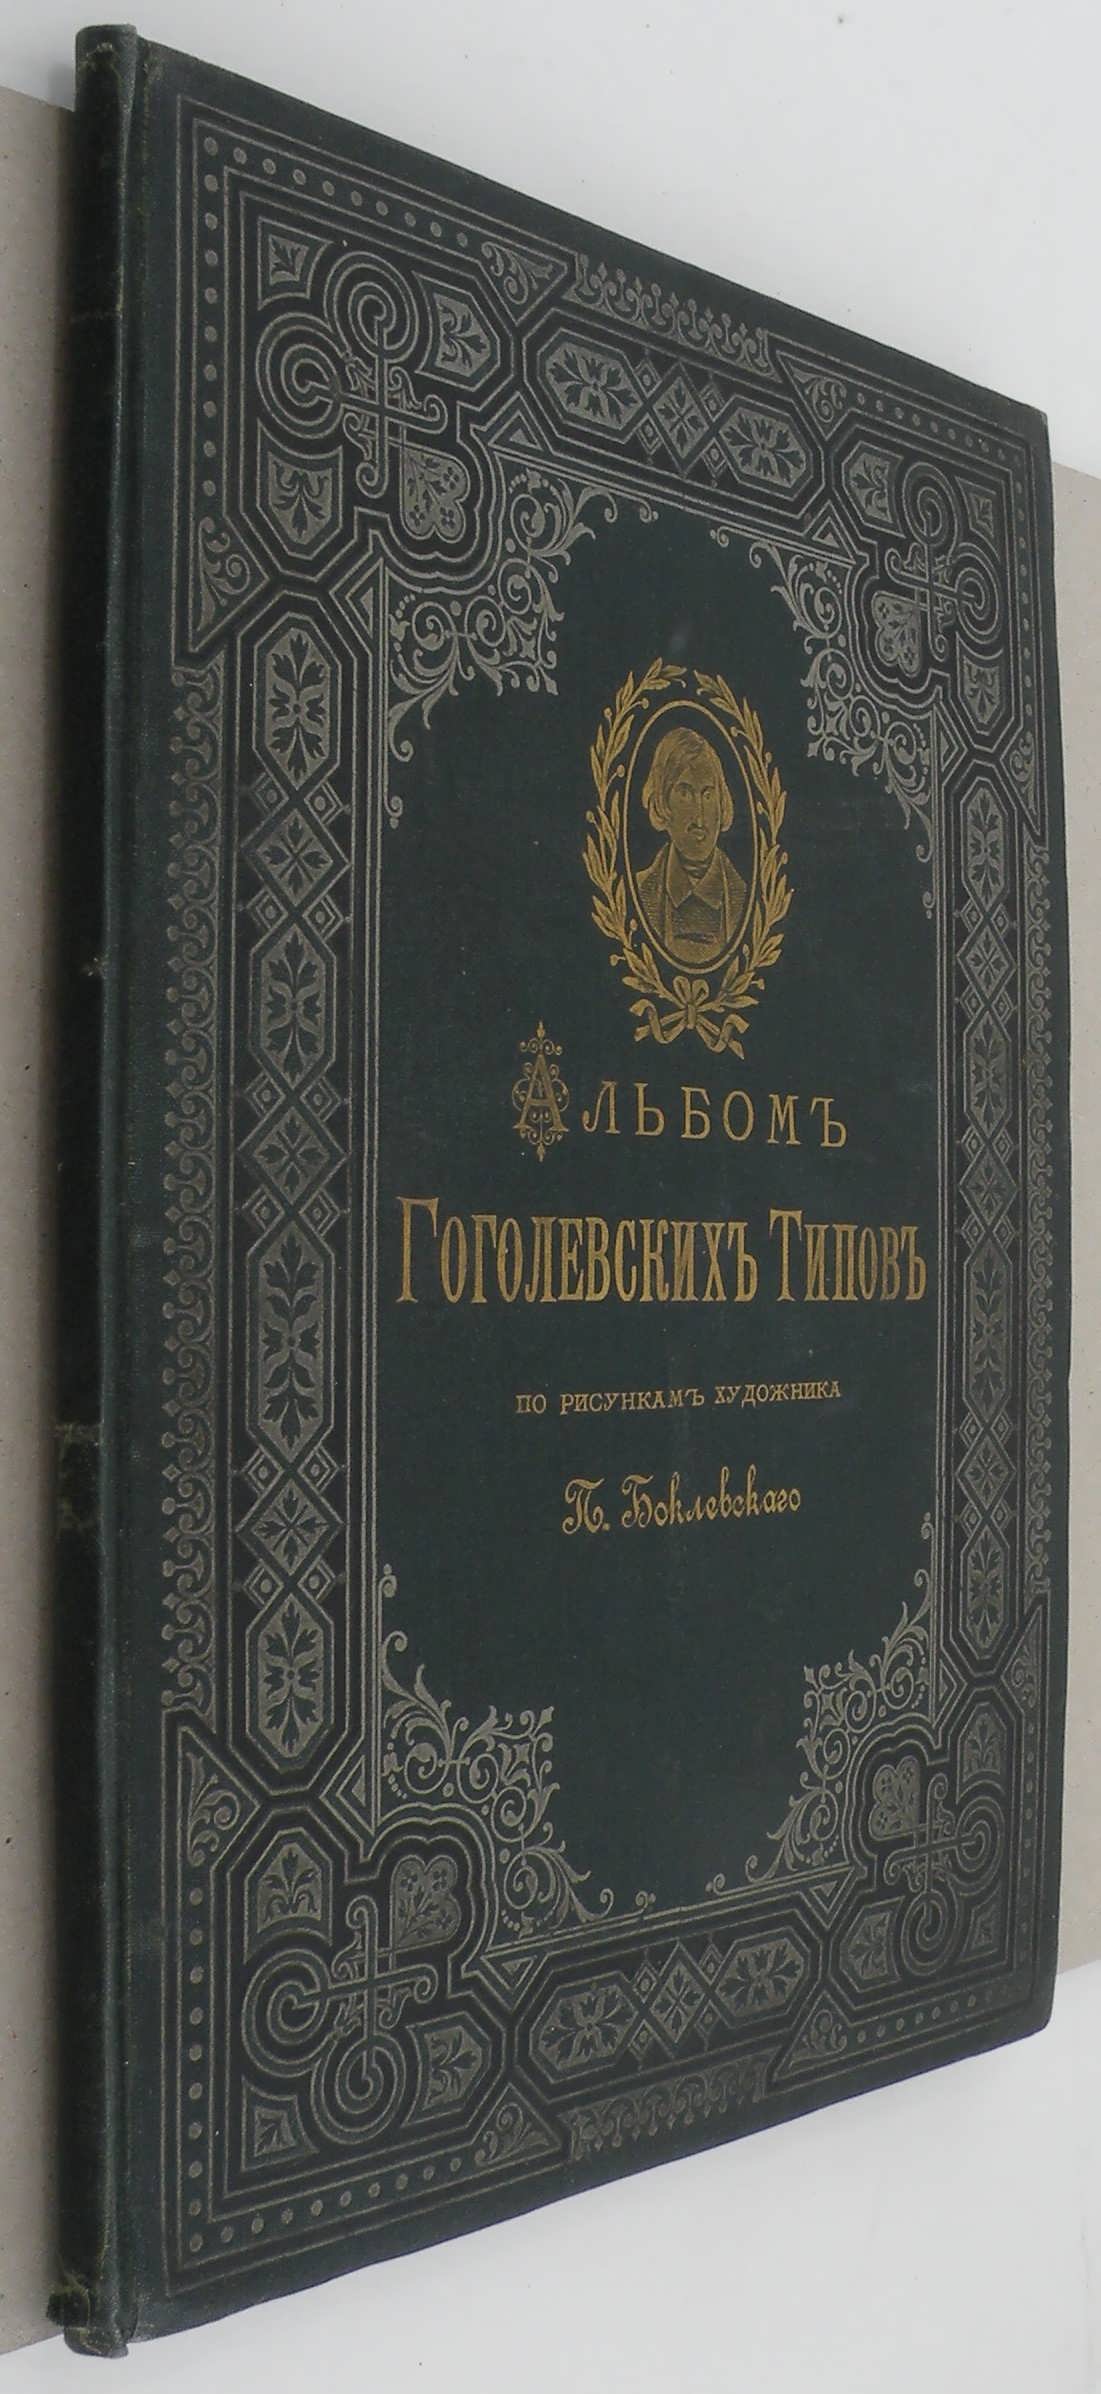 Альбомъ
Гоголевскихъ Типовъ
по рисункамъ художника
П. Боклевскаго